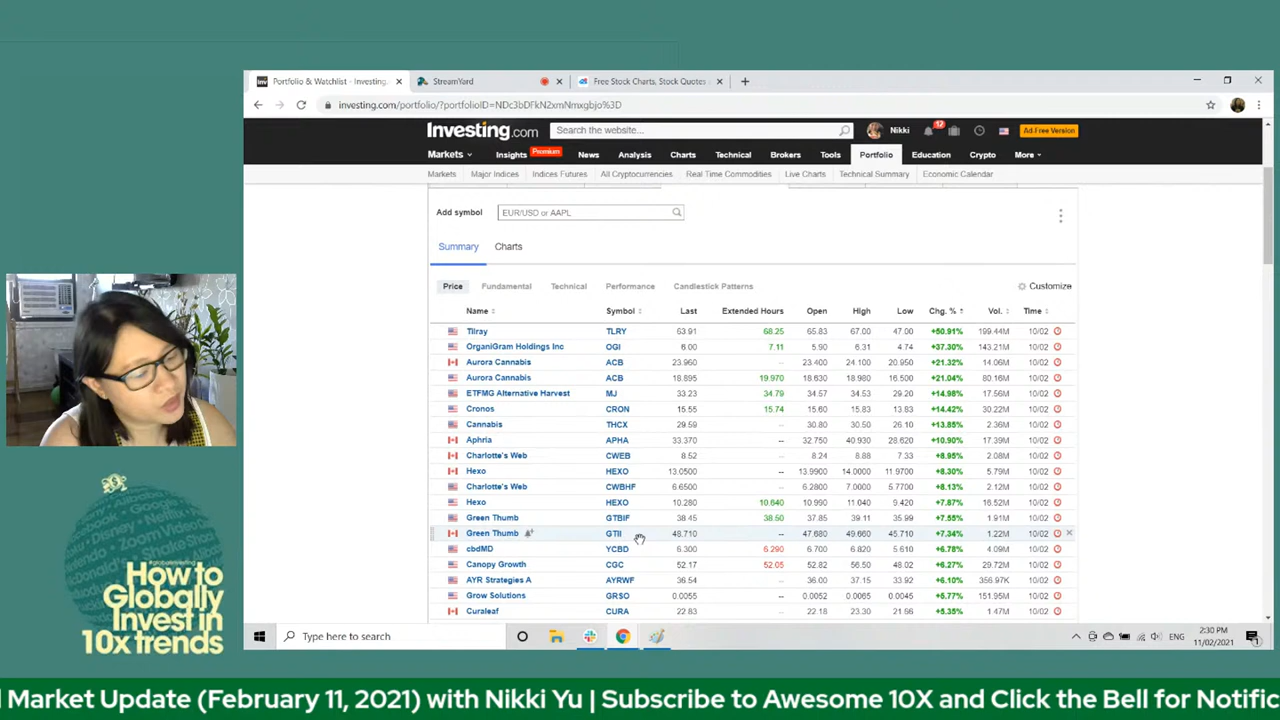 Portfolio & Watchlist - Investing.
StreamYard
Free Stock Charts, Stock Quotes
investing.com/portfolio/?portfolioID=NDc3bDFkN2xmNmxgbjo%3D
Investing.com
Search the website...
Nikki
12
Ad-Free Version
Markets
Insights
Premium
News
Analysis
Charts
Technical
Brokers
Tools
Portfolio
Education
Crypto
More
Markets
Major Indices
Indices Futures
All Cryptocurrencies
Real Time Commodities
Live Charts
Technical Summary
Economic Calendar
Add symbol
EUR/USD or AAPL
Summary
Charts
Price
Fundamental
Technical
Performance
Candlestick Patterns
Customize
Name Symbol Last Extended Hours Open High Low Chg. % Vol. Time
Tilray TLRY 63.91 68.25 65.83 67.00 47.00 +50.91% 199.44M 10/02
OrganiGram Holdings Inc OGI 6.00 7.11 5.90 6.31 4.74 +37.30% 143.21M 10/02
Aurora Cannabis ACB 23.960 -- 23.400 24.100 20.950 +21.32% 14.06M 10/02
Aurora Cannabis ACB 18.895 19.970 18.630 18.980 16.500 +21.04% 80.16M 10/02
ETFMG Alternative Harvest MJ 33.23 34.79 34.57 34.53 29.20 +14.98% 17.56M 10/02
Cronos CRON 15.55 15.74 15.60 15.83 13.83 +14.42% 30.22M 10/02
Cannabis THCX 29.59 -- 30.80 30.50 26.10 +13.85% 2.36M 10/02
Aphria APHA 33.370 -- 32.750 40.930 28.620 +10.90% 17.39M 10/02
Charlotte's Web CWEB 8.52 -- 8.24 8.88 7.33 +8.95% 2.08M 10/02
Hexo HEXO 13.0500 -- 13.9900 14.0000 11.9700 +8.30% 5.79M 10/02
Charlotte's Web CWBHF 6.6500 -- 6.2800 7.0000 5.7700 +8.13% 2.12M 10/02
Hexo HEXO 10.280 10.640 10.990 11.040 9.420 +7.87% 16.52M 10/02
Green Thumb GTBIF 38.45 38.50 37.85 39.11 35.99 +7.55% 1.91M 10/02
Green Thumb GTII 48.710 -- 47.680 49.660 45.710 +7.34% 1.22M 10/02
cbdMD YCBD 6.300 6.290 6.700 6.820 5.610 +6.78% 4.09M 10/02
Canopy Growth CGC 52.17 52.05 52.82 56.50 48.02 +6.27% 29.72M 10/02
AYR Strategies A AYRWF 36.54 -- 36.00 37.15 33.92 +6.10% 356.97K 10/02
Grow Solutions GRSO 0.0055 -- 0.0052 0.0065 0.0045 +5.77% 151.95M 10/02
Curaleaf CURA 22.83 -- 22.18 23.30 21.66 +5.35% 1.47M 10/02
Type here to search
ENG
2:30 PM
11/02/2021
How to
Globally
Invest in
10x trends
l Market Update (February 11, 2021) with Nikki Yu | Subscribe to Awesome 10X and Click the Bell for Notific